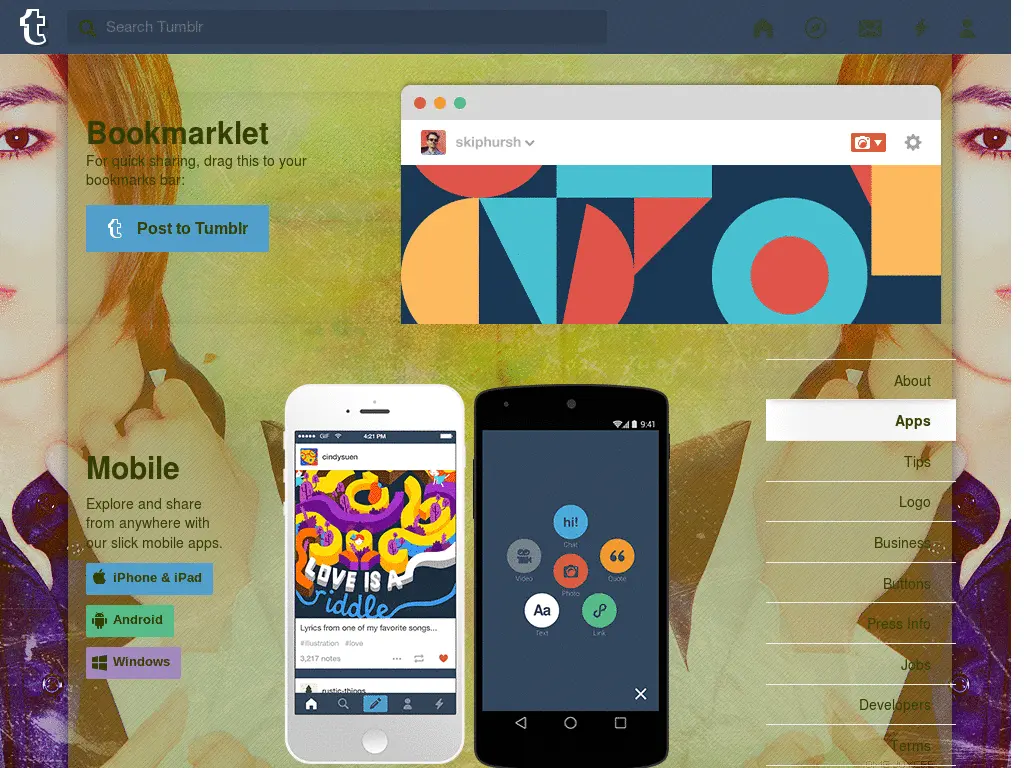 Search Tumblr
Bookmarklet
For quick sharing, drag this to your
bookmarks bar:
Post to Tumblr
skiphursh
About
Apps
Tips
Logo
Business
Buttons
Press Info
Jobs
Developers
Terms
Mobile
Explore and share
from anywhere with
our slick mobile apps.
iPhone & iPad
Android
Windows
GIF
4:21 PM
cindysuen
LOVE IS A
riddle
Lyrics from one of my favorite songs...
#illustration #love
3,217 notes
rustic-things
9:41
hi!
Chat
Video
Quote
Photo
Aa
Text
Link